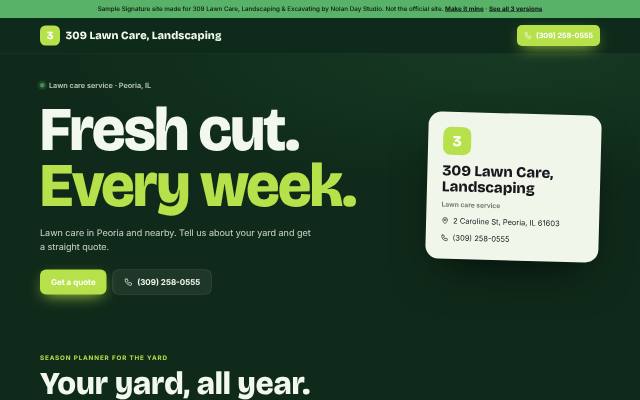 Sample Signature site made for 309 Lawn Care, Landscaping & Excavating by Nolan Day Studio. Not the official site. Make it mine · See all 3 versions
3 309 Lawn Care, Landscaping
(309) 258-0555
Lawn care service · Peoria, IL
Fresh cut.
Every week.
Lawn care in Peoria and nearby. Tell us about your yard and get
a straight quote.
Get a quote
(309) 258-0555
3
309 Lawn Care,
Landscaping
Lawn care service
2 Caroline St, Peoria, IL 61603
(309) 258-0555
SEASON PLANNER FOR THE YARD
Your yard, all year.